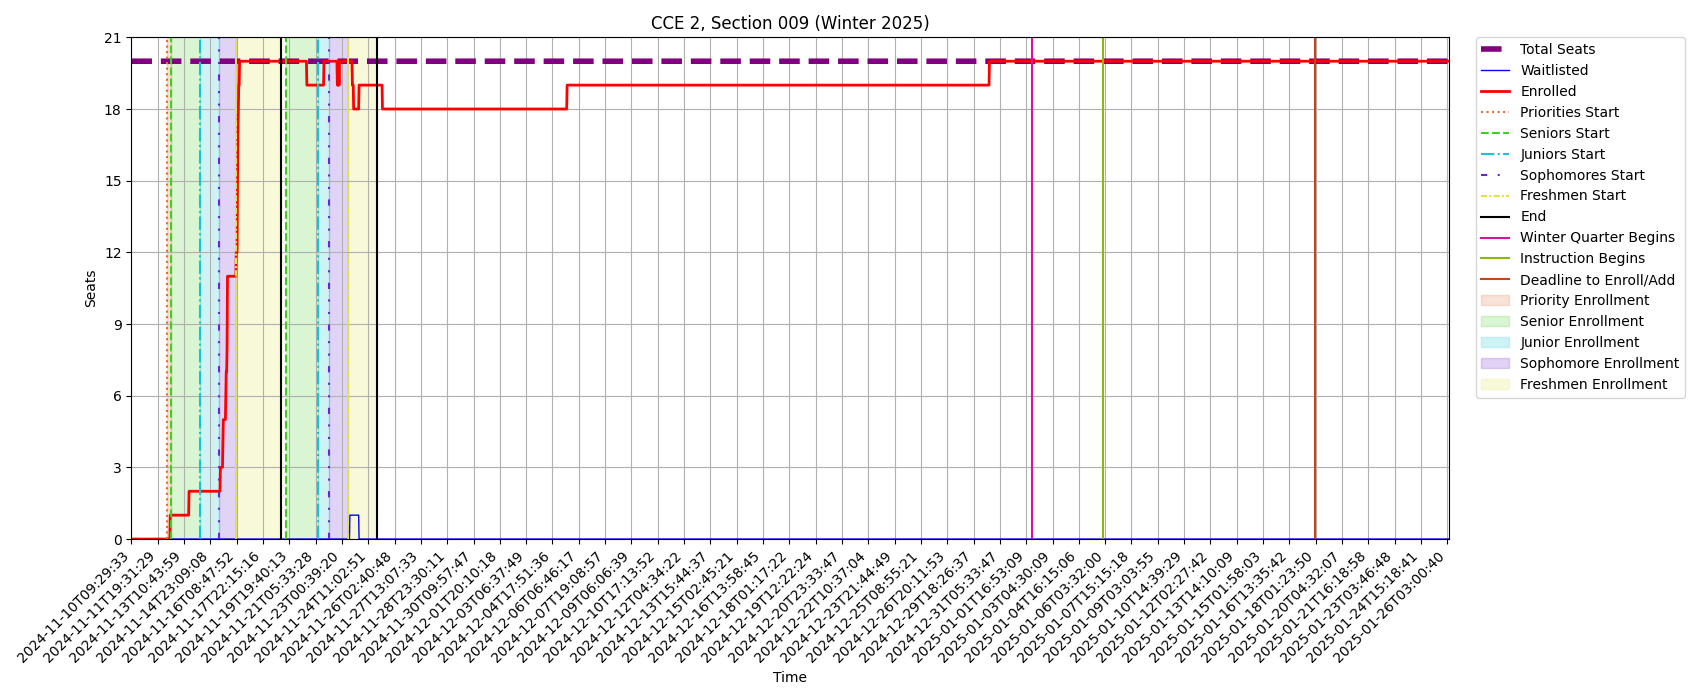 CCE 2, Section 009 (Winter 2025)
Seats
21
18
15
12
9
6
3
0
2024-11-10T09:29:33
2024-11-11T19:31:29
2024-11-13T10:43:59
2024-11-14T23:09:08
2024-11-16T08:47:52
2024-11-17T22:15:16
2024-11-19T19:40:13
2024-11-21T05:33:28
2024-11-23T00:39:20
2024-11-24T11:02:51
2024-11-26T02:40:48
2024-11-27T13:07:33
2024-11-28T23:30:11
2024-11-30T09:57:47
2024-12-01T20:10:18
2024-12-03T06:37:49
2024-12-04T17:51:36
2024-12-06T06:46:17
2024-12-07T19:08:57
2024-12-09T06:06:39
2024-12-10T17:13:52
2024-12-12T04:34:22
2024-12-13T15:44:37
2024-12-15T02:45:21
2024-12-16T13:58:45
2024-12-18T01:17:22
2024-12-19T12:22:24
2024-12-20T23:33:47
2024-12-22T10:37:04
2024-12-23T21:44:49
2024-12-25T08:55:21
2024-12-26T20:11:53
2024-12-29T18:26:37
2024-12-31T05:33:47
2025-01-01T16:53:09
2025-01-03T04:30:09
2025-01-04T16:15:06
2025-01-06T03:32:00
2025-01-07T15:15:18
2025-01-09T03:03:55
2025-01-10T14:39:29
2025-01-12T02:27:42
2025-01-13T14:10:09
2025-01-15T01:58:03
2025-01-16T13:35:42
2025-01-18T01:23:50
2025-01-20T04:32:07
2025-01-21T16:18:58
2025-01-23T03:46:48
2025-01-24T15:18:41
2025-01-26T03:00:40
Time
Total Seats
Waitlisted
Enrolled
Priorities Start
Seniors Start
Juniors Start
Sophomores Start
Freshmen Start
End
Winter Quarter Begins
Instruction Begins
Deadline to Enroll/Add
Priority Enrollment
Senior Enrollment
Junior Enrollment
Sophomore Enrollment
Freshmen Enrollment